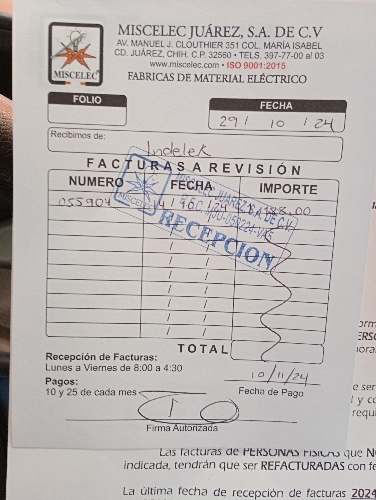 MISCELEC JUÁREZ, S.A. DE C.V
AV. MANUEL J. CLOUTHIER 351 COL. MARÍA ISABEL
CD. JUÁREZ, CHIH. C.P. 32560 • TELS. 397-77-00 al 03
www.miscelec.com • ISO 9001:2015
MISCELEC
FABRICAS DE MATERIAL ELÉCTRICO
FOLIO
FECHA
29 / 10 / 24
Recibimos de:
Indelek
FACTURAS A REVISIÓN
NUMERO FECHA IMPORTE
055904
MISCELEC JUAREZ S.A. DE C.V.
RECEPCION
TOTAL
Recepción de Facturas:
Lunes a Viernes de 8:00 a 4:30
10/11/24
Pagos:
Fecha de Pago
10 y 25 de cada mes
Firma Autorizada
Las facturas de PERSONAS FISICAS que
indicada, tendrán que ser REFACTURADAS con
La última fecha de recepción de facturas 2024